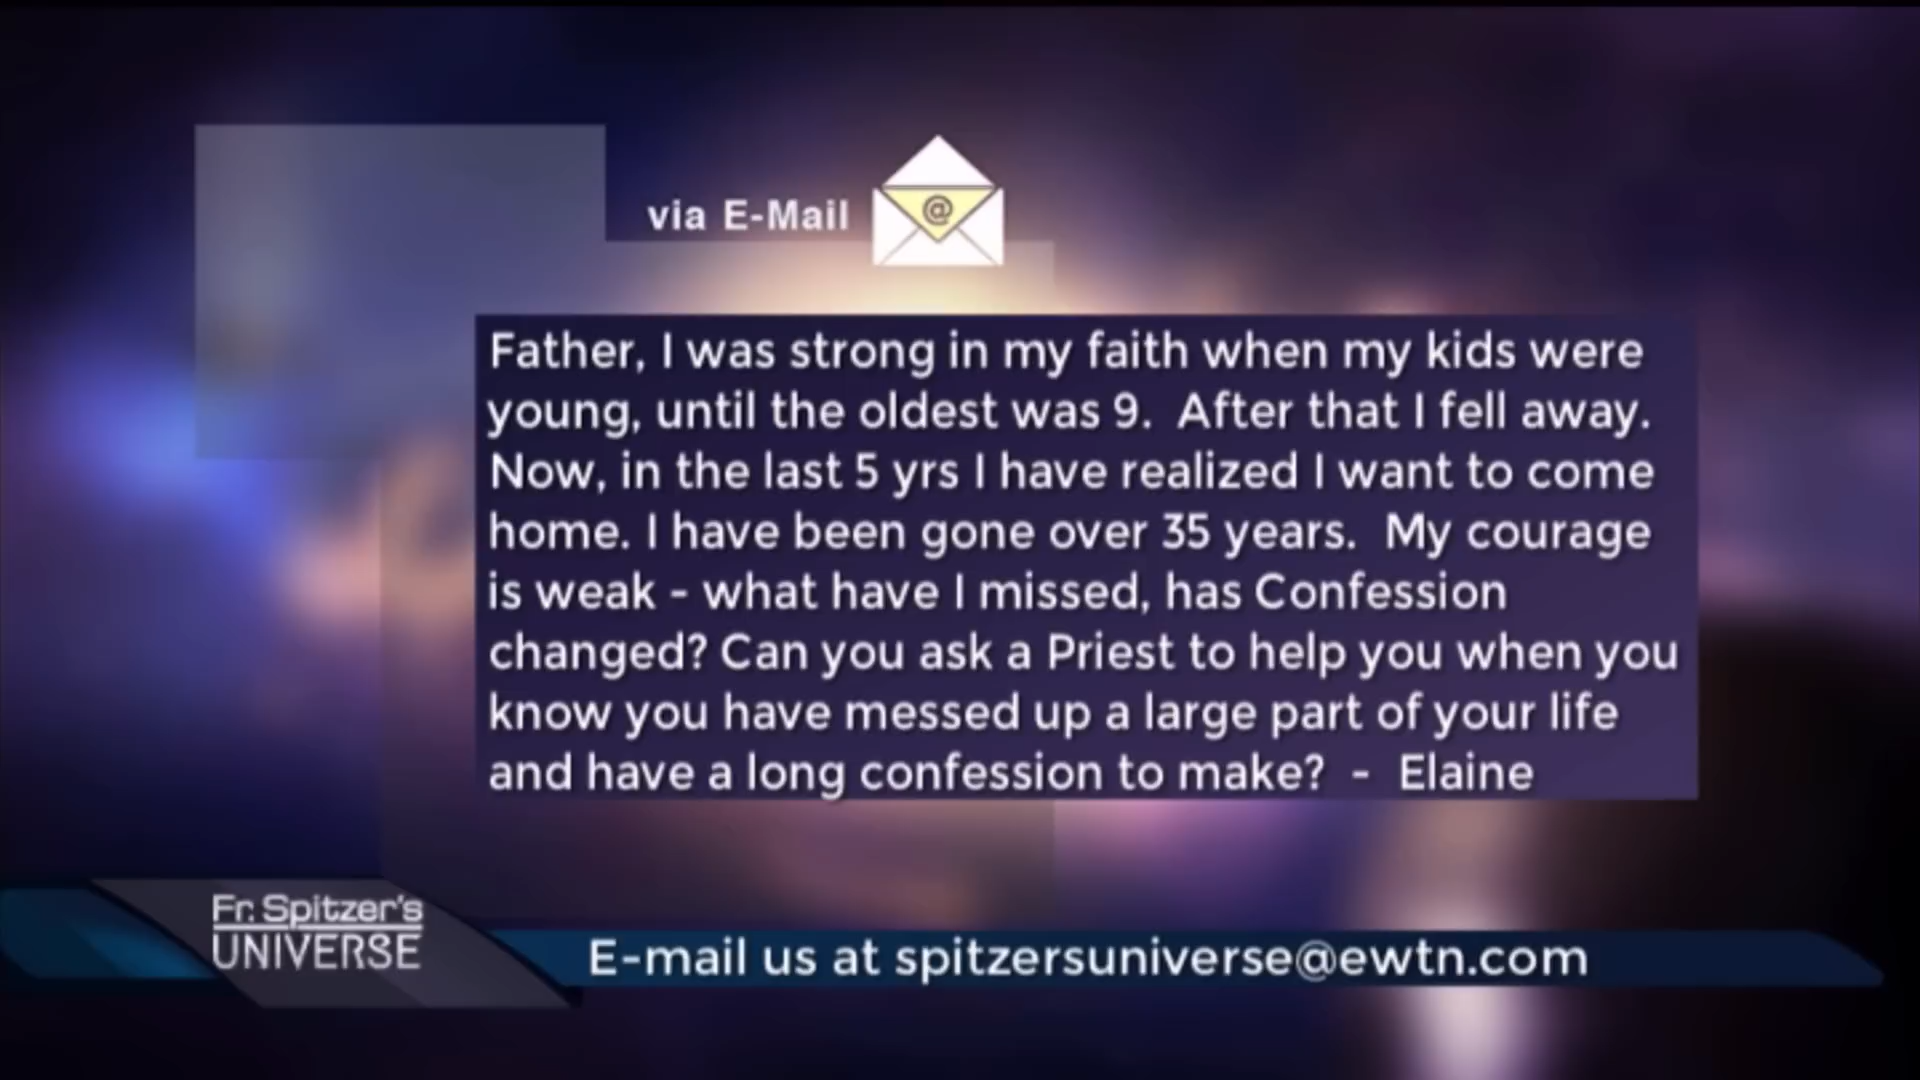 via E-Mail @
Father, I was strong in my faith when my kids were
young, until the oldest was 9.  After that I fell away.
Now, in the last 5 yrs I have realized I want to come
home. I have been gone over 35 years.  My courage
is weak - what have I missed, has Confession
changed? Can you ask a Priest to help you when you
know you have messed up a large part of your life
and have a long confession to make?  -  Elaine
Fr. Spitzer's
UNIVERSE
E-mail us at spitzersuniverse@ewtn.com